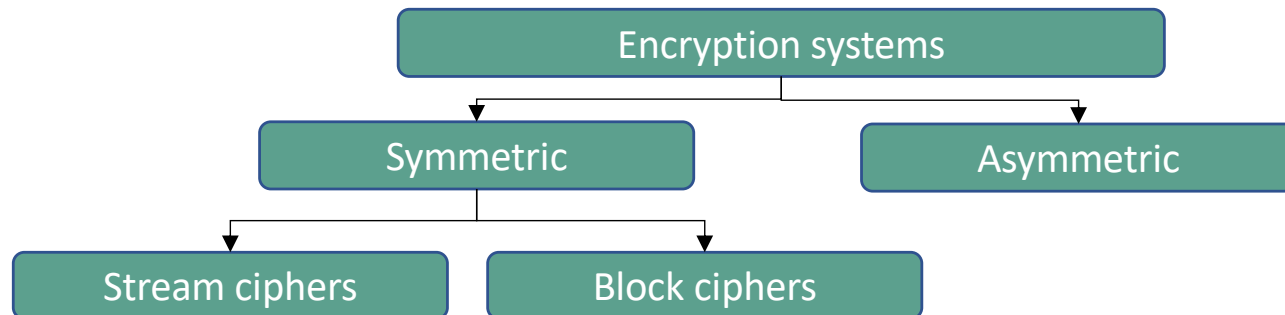 Encryption systems
Symmetric
Asymmetric
Stream ciphers
Block ciphers